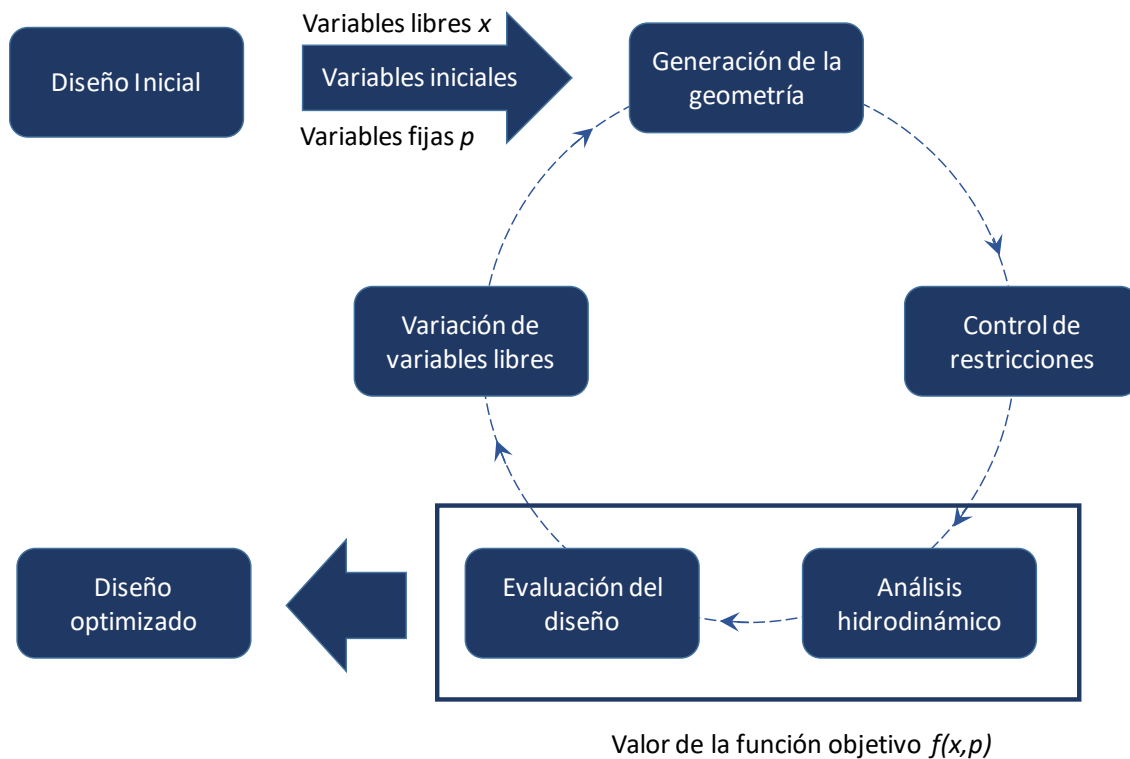 Diseño Inicial
Variables libres x
Variables iniciales
Variables fijas p
Generación de la
geometría
Variación de
variables libres
Control de
restricciones
Diseño
optimizado
Evaluación del
diseño
Análisis
hidrodinámico
Valor de la función objetivo f(x,p)